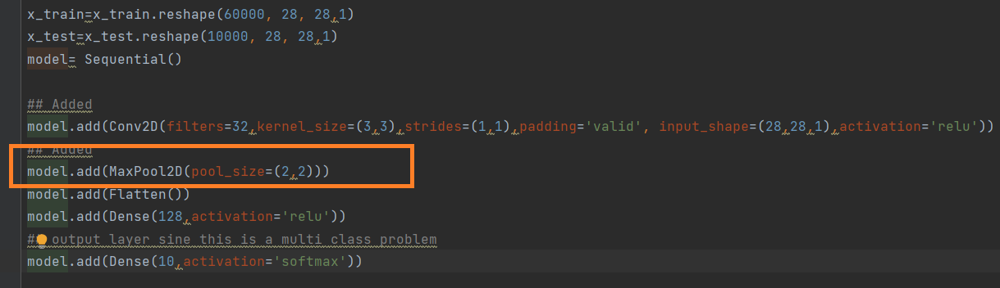 x_train=x_train.reshape(60000, 28, 28,1)
x_test=x_test.reshape(10000, 28, 28,1)
model= Sequential()
## Added
model.add(Conv2D(filters=32,kernel_size=(3,3),strides=(1,1),padding='valid', input_shape=(28,28,1),activation='relu'))
## Added
model.add(MaxPool2D(pool_size=(2,2)))
model.add(Flatten())
model.add(Dense(128,activation='relu'))
## output layer sine this is a multi class problem
model.add(Dense(10,activation='softmax'))